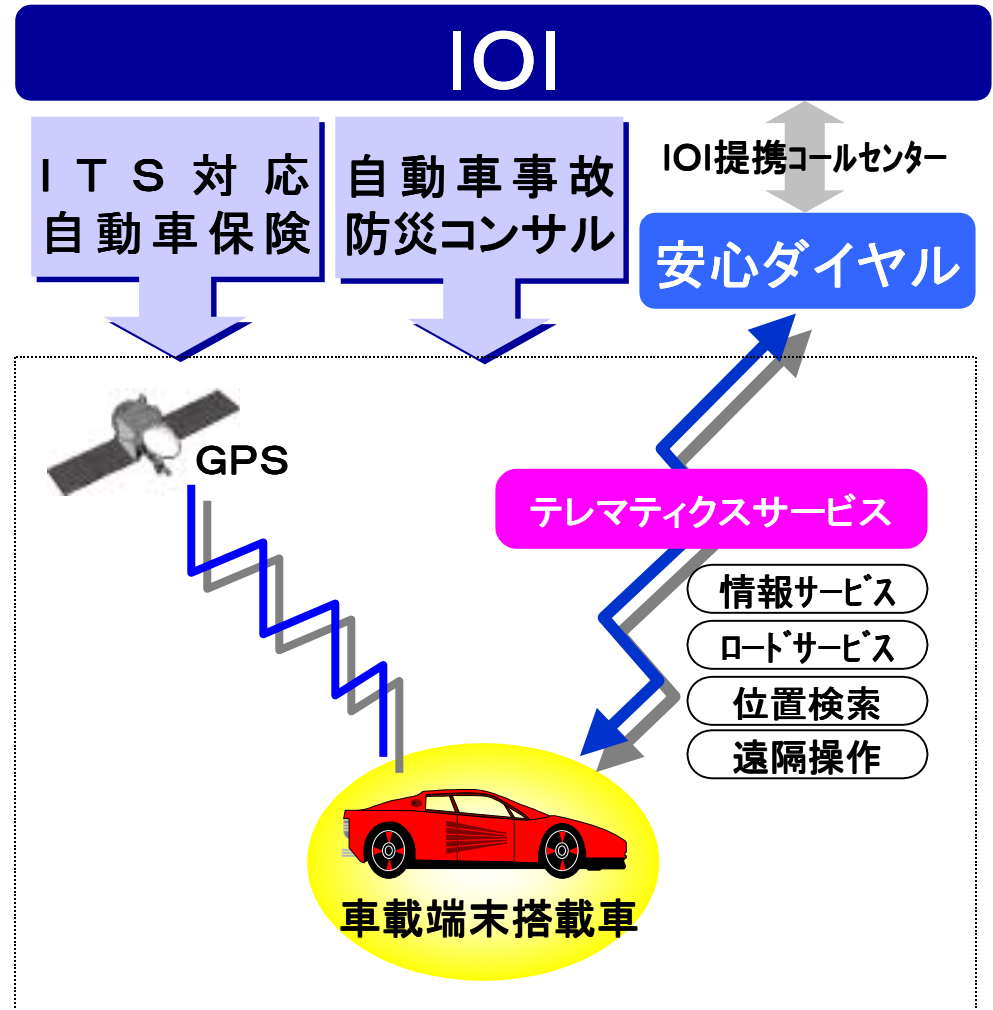 IOI
ITS対応
自動車保険
自動車事故
防災コンサル
IOI提携コールセンター
安心ダイヤル
GPS
テレマティクスサービス
情報サービス
ロードサービス
位置検索
遠隔操作
車載端末搭載車